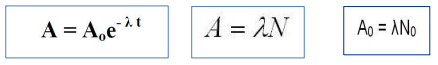 A = A₀e^{-λ t}
A = λN
A₀ = λN₀